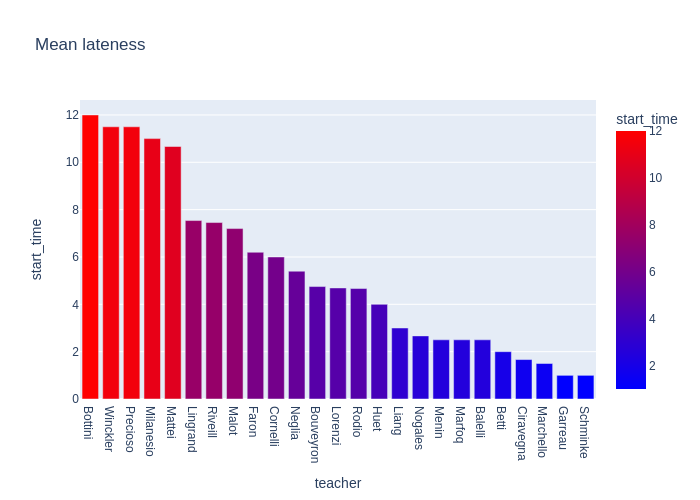 Mean lateness
start_time
12
10
8
6
4
2
0
start_time
12
10
8
6
4
2
Bottini
Winckler
Precioso
Milanesio
Mattei
Lingrand
Riveill
Malot
Faron
Cornelli
Neglia
Bouveyron
Lorenzi
Rodio
Huet
Liang
Nogales
Menin
Marfoq
Balelli
Betti
Ciravegna
Marchello
Garreau
Schminke
teacher